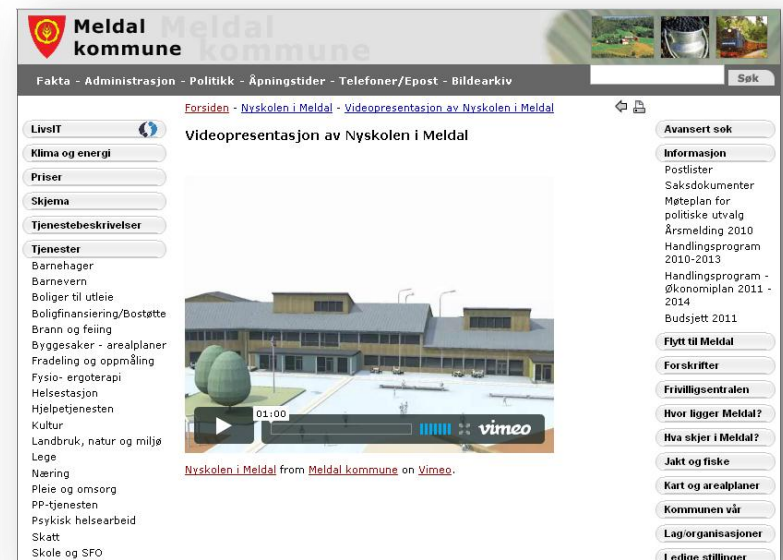 Meldal
kommune
Meldal
kommune
Fakta - Administrasjon - Politikk - Åpningstider - Telefoner/Epost - Bildearkiv
Søk
Forsiden - Nyskolen i Meldal - Videopresentasjon av Nyskolen i Meldal
Videopresentasjon av Nyskolen i Meldal
LivsIT
Klima og energi
Priser
Skjema
Tjenestebeskrivelser
Tjenester
Barnehager
Barnevern
Boliger til utleie
Boligfinansiering/Bostøtte
Brann og feiing
Byggesaker - arealplaner
Fradeling og oppmåling
Fysio- ergoterapi
Helsestasjon
Hjelpetjenesten
Kultur
Landbruk, natur og miljø
Lege
Næring
Pleie og omsorg
PP-tjenesten
Psykisk helsearbeid
Skatt
Skole og SFO
01:00
vimeo
Nyskolen i Meldal from Meldal kommune on Vimeo.
Avansert søk
Informasjon
Postlister
Saksdokumenter
Møteplan for
politiske utvalg
Årsmelding 2010
Handlingsprogram
2010-2013
Handlingsprogram -
Økonomiplan 2011 -
2014
Budsjett 2011
Flytt til Meldal
Forskrifter
Frivilligsentralen
Hvor ligger Meldal?
Hva skjer i Meldal?
Jakt og fiske
Kart og arealplaner
Kommunen vår
Lag/organisasjoner
Ledige stillinger